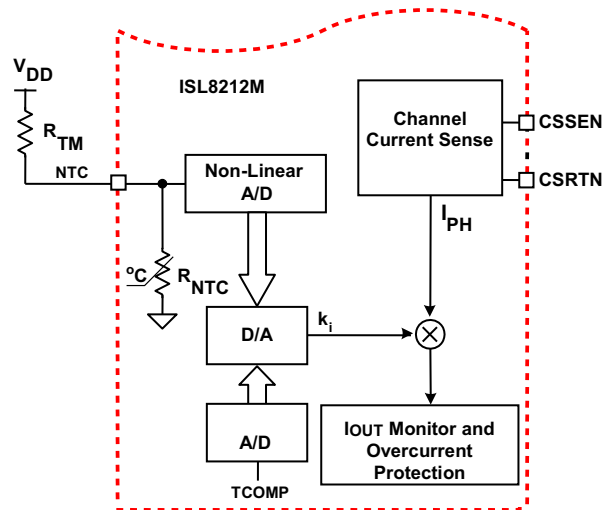 ISL8212M
VDD
RTM
NTC
Non-Linear
A/D
Channel
Current Sense
CSSEN
CSRTN
IPH
oC
RNTC
D/A
ki
A/D
TCOMP
IOUT Monitor and
Overcurrent
Protection